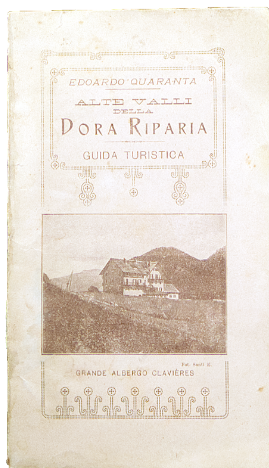 EDOARDO QUARANTA
ALTE VALLI
DELLA
DORA RIPARIA
GUIDA TURISTICA
GRANDE ALBERGO CLAVIÈRES